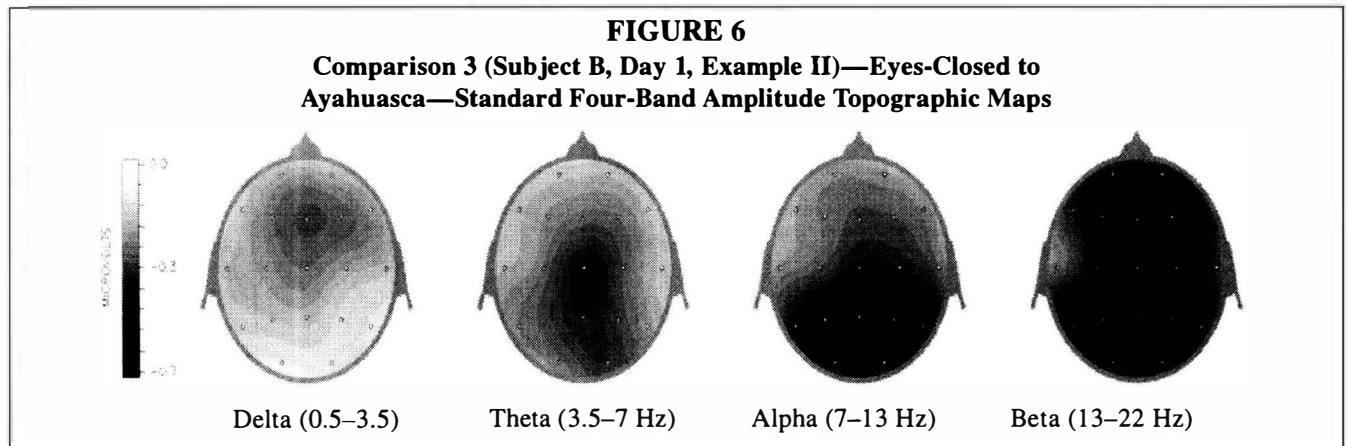 FIGURE 6
Comparison 3 (Subject B, Day 1, Example II)—Eyes-Closed to
Ayahuasca—Standard Four-Band Amplitude Topographic Maps
MICROVOLTS
-0.3
Delta (0.5–3.5) Theta (3.5–7 Hz) Alpha (7–13 Hz) Beta (13–22 Hz)